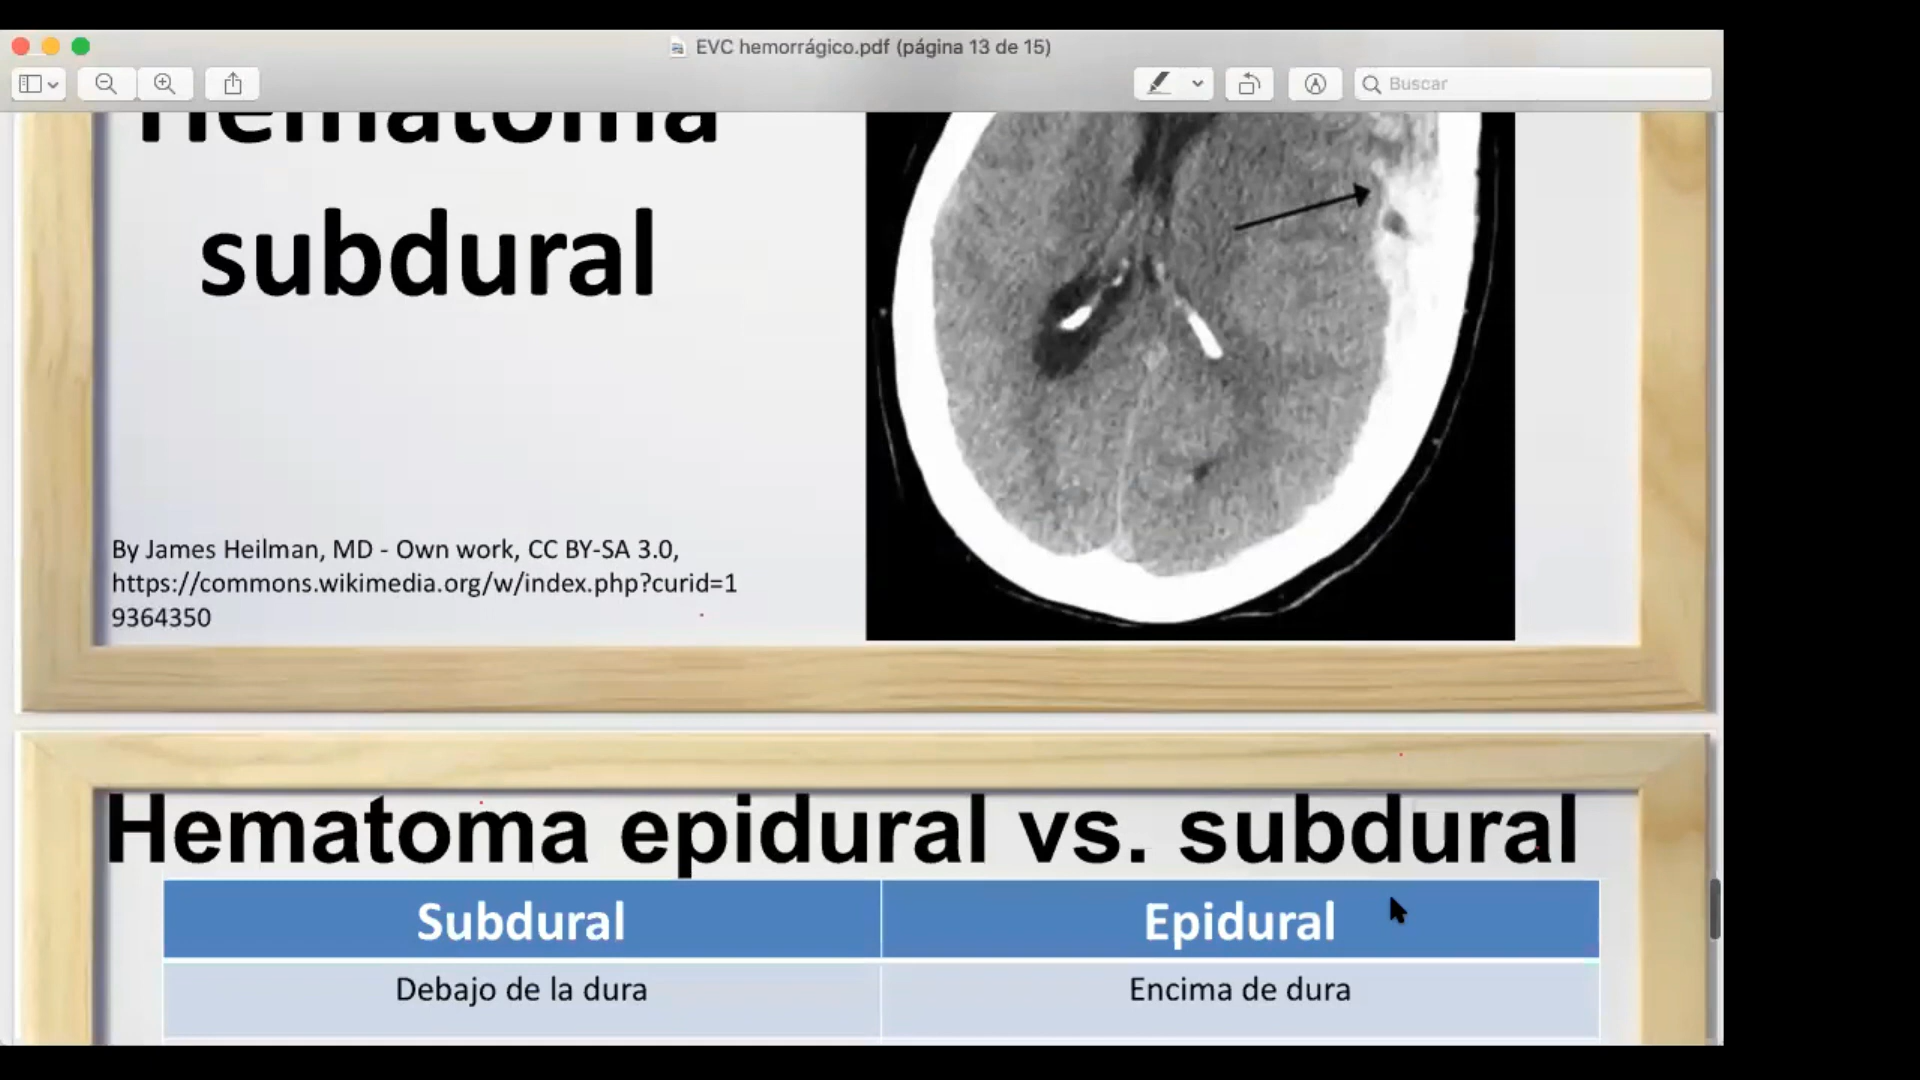 EVC hemorrágico.pdf (página 13 de 15)
Buscar
Hematoma
subdural
By James Heilman, MD - Own work, CC BY-SA 3.0,
https://commons.wikimedia.org/w/index.php?curid=1
9364350
Hematoma epidural vs. subdural
Subdural
Epidural
Debajo de la dura
Encima de dura